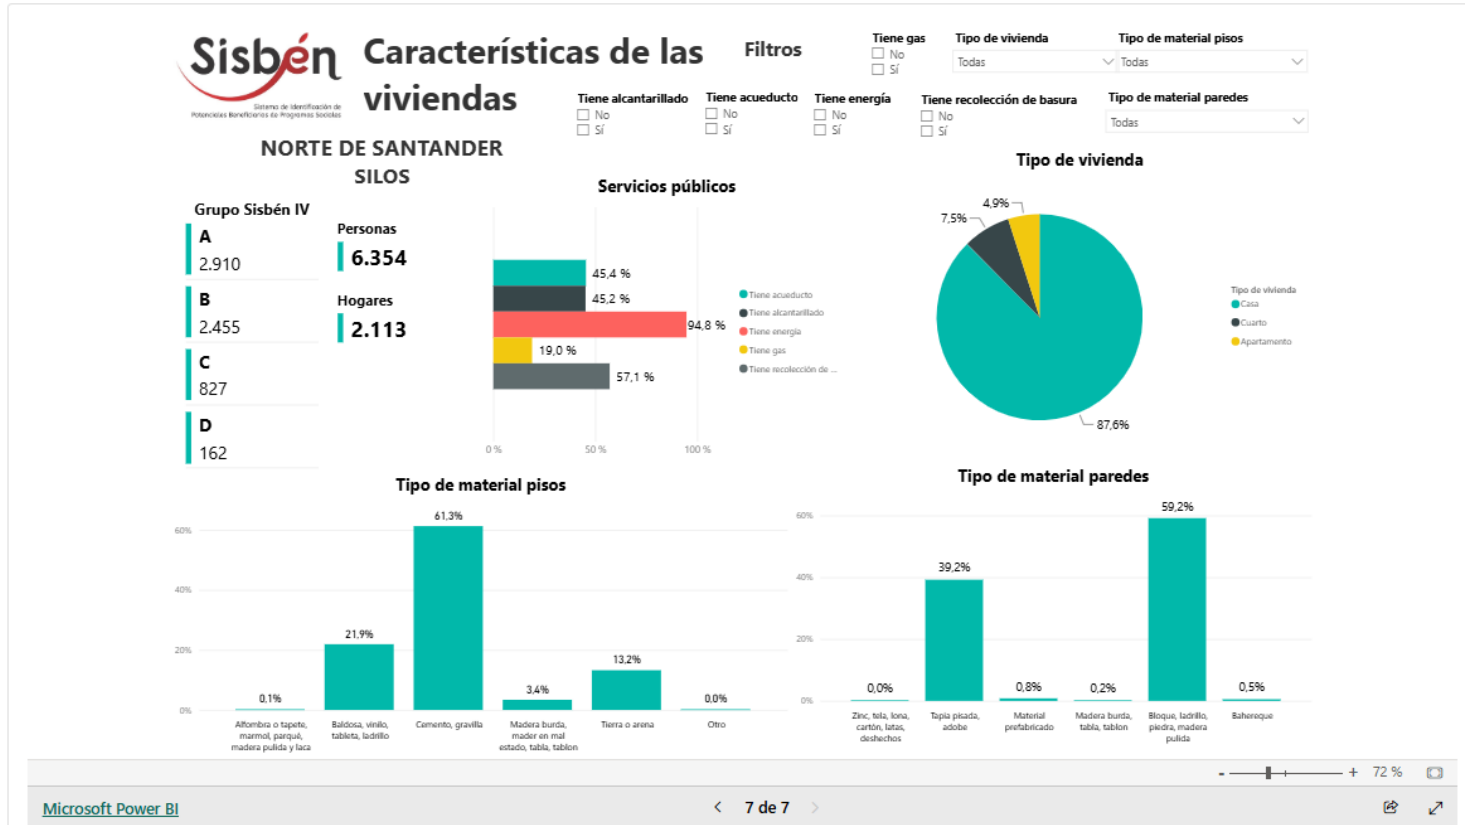 Sisbén
Sistema de Identificación de
Potenciales Beneficiarios de Programas Sociales
Características de las
viviendas
NORTE DE SANTANDER
SILOS
Filtros
Tiene gas
No
Sí
Tipo de vivienda
Todas
Tipo de material pisos
Todas
Tiene alcantarillado
No
Sí
Tiene acueducto
No
Sí
Tiene energía
No
Sí
Tiene recolección de basura
No
Sí
Tipo de material paredes
Todas
Grupo Sisbén IV
A
2.910
B
2.455
C
827
D
162
Personas
6.354
Hogares
2.113
Servicios públicos
45,4 %
45,2 %
94,8 %
19,0 %
57,1 %
0 %
50 %
100 %
Tiene acueducto
Tiene alcantarillado
Tiene energía
Tiene gas
Tiene recolección de ...
Tipo de vivienda
4,9%
7,5%
87,6%
Tipo de vivienda
Casa
Cuarto
Apartamento
Tipo de material pisos
60%
40%
20%
0%
0,1%
21,9%
61,3%
3,4%
13,2%
0,0%
Alfombra o tapete,
marmol, parqué,
madera pulida y laca
Baldosa, vinilo,
tableta, ladrillo
Cemento, gravilla
Madera burda,
mader en mal
estado, tabla, tablon
Tierra o arena
Otro
Tipo de material paredes
60%
40%
20%
0%
0,0%
39,2%
0,8%
0,2%
59,2%
0,5%
Zinc, tela, lona,
cartón, latas,
deshechos
Tapia pisada,
adobe
Material
prefabricado
Madera burda,
tabla, tablon
Bloque, ladrillo,
piedra, madera
pulida
Bahereque
- + 72 %
Microsoft Power BI
< 7 de 7 >